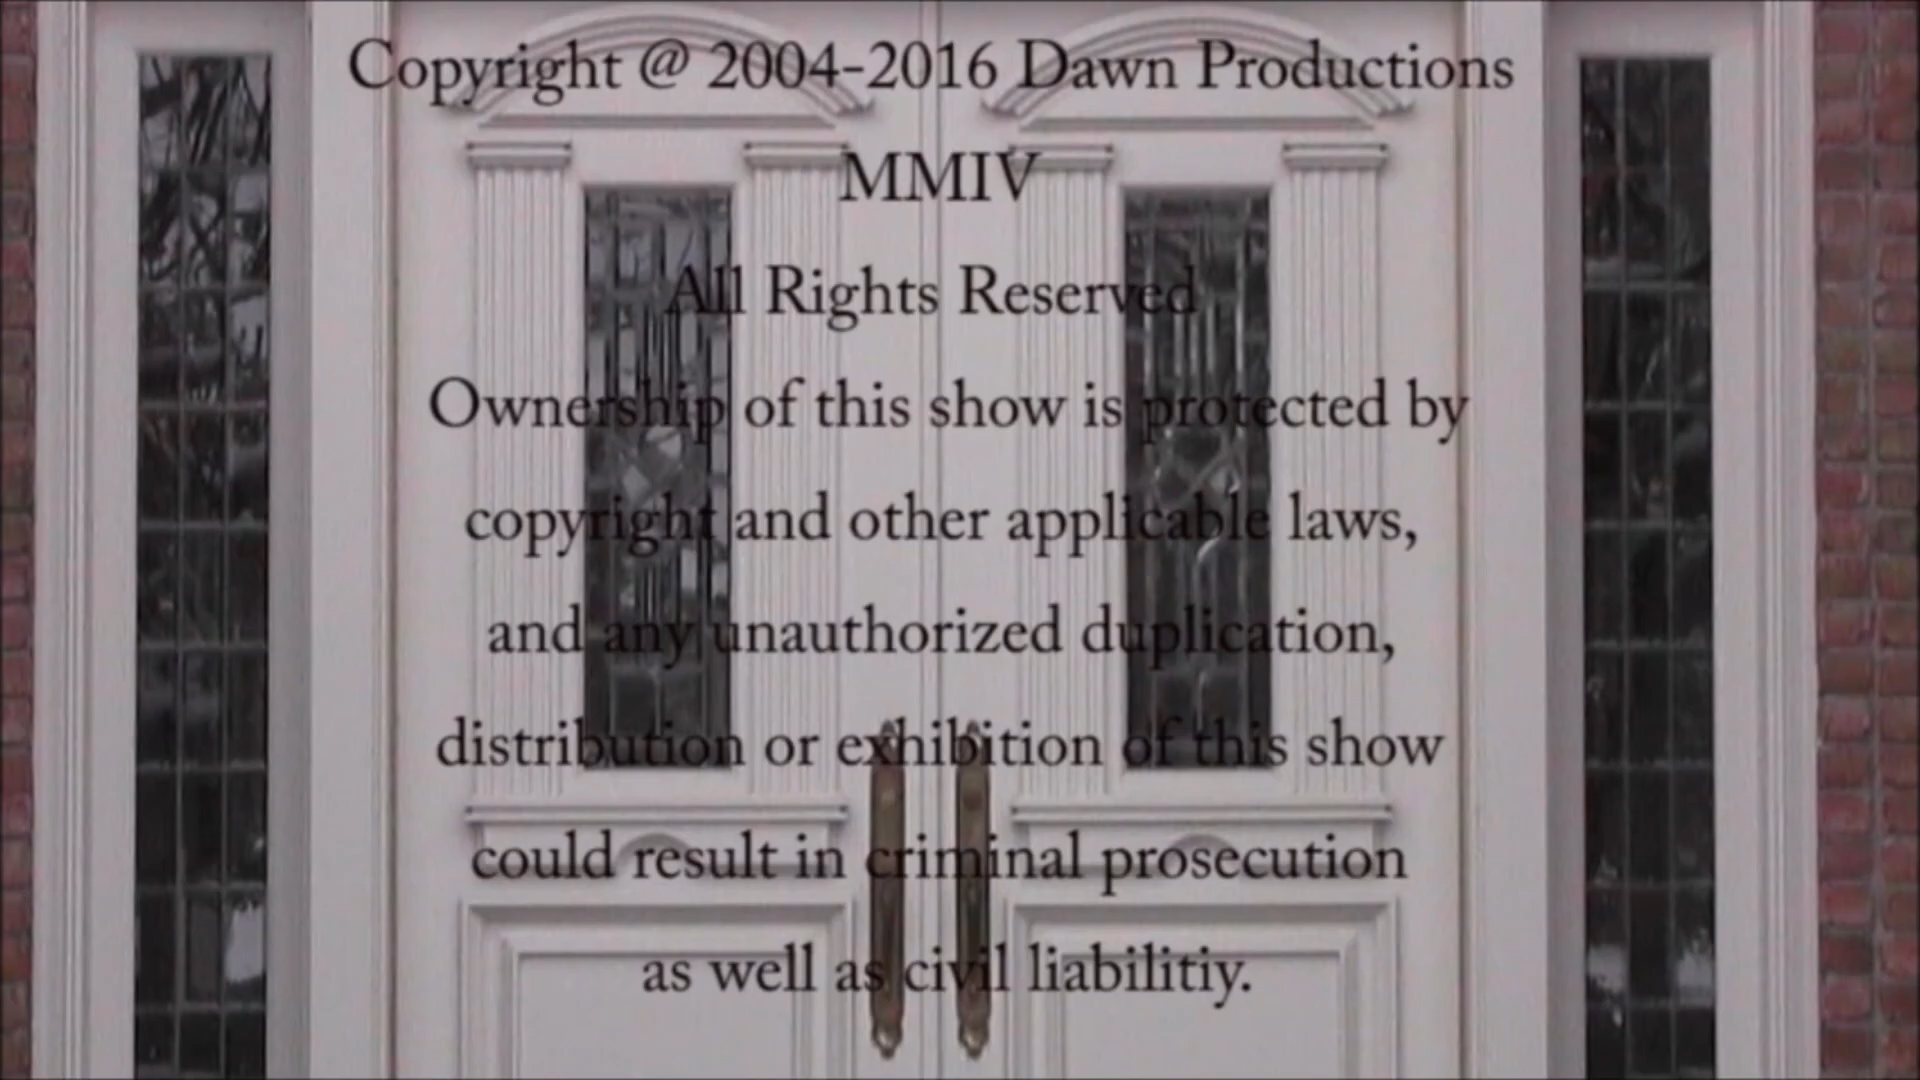 Copyright @ 2004-2016 Dawn Productions
MMIV
All Rights Reserved
Ownership of this show is protected by
copyright and other applicable laws,
and any unauthorized duplication,
distribution or exhibition of this show
could result in criminal prosecution
as well as civil liabilitiy.